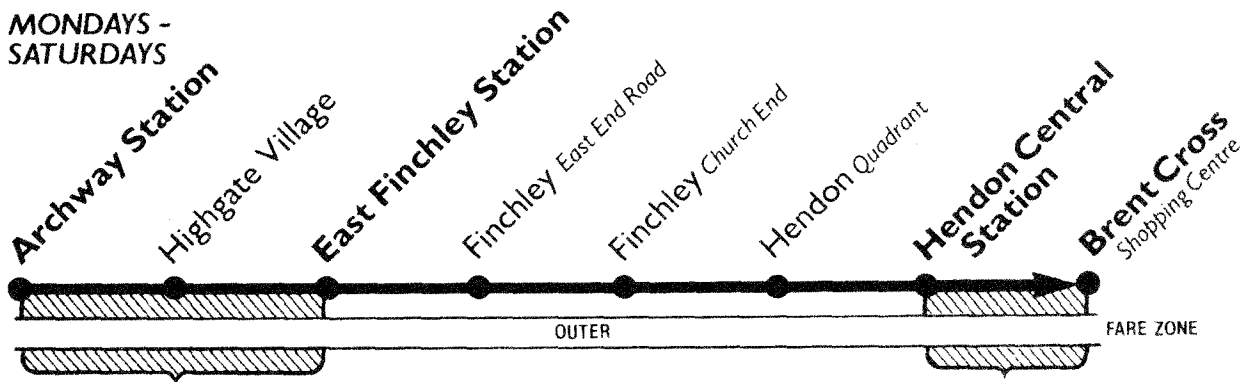 MONDAYS -
SATURDAYS
Archway Station
Highgate Village
East Finchley Station
Finchley East End Road
Finchley Church End
Hendon Quadrant
Hendon Central
Station
Brent Cross
Shopping Centre
OUTER
FARE ZONE